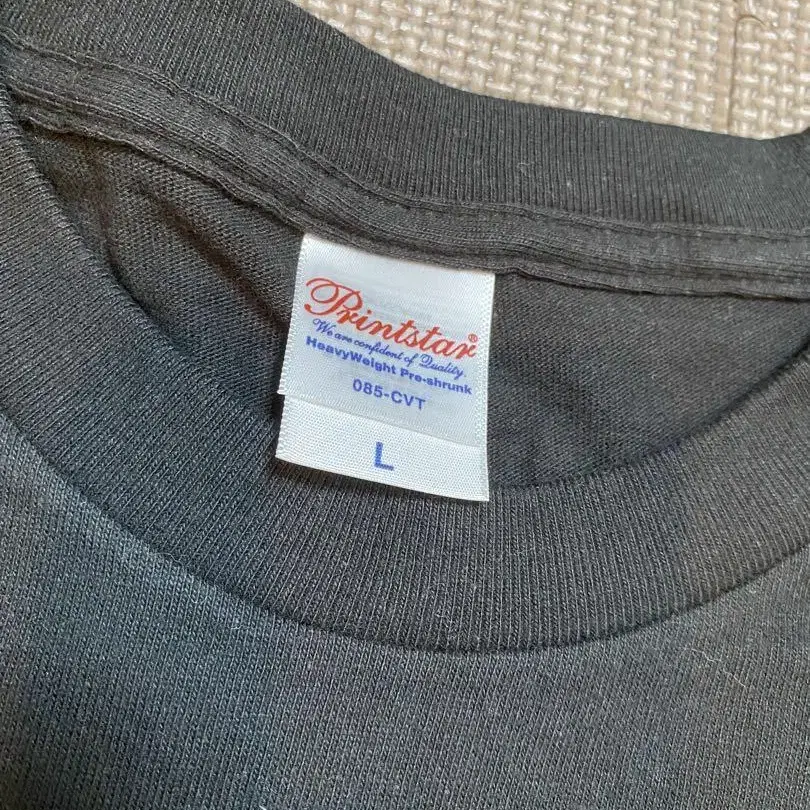 Printstar®
We are confident of Quality.
HeavyWeight Pre-shrunk
085-CVT
L